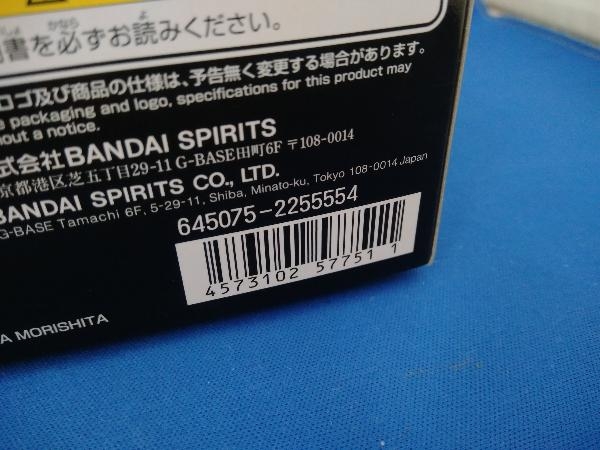 かなら よ
書を必ずお読みください。
ロゴ及び商品の仕様は、予告無く変更する場合があります。
packaging and logo, specifications for this product may
without a notice.
式会社BANDAI SPIRITS
京都港区芝五丁目29-11 G-BASE田町6F 〒108-0014
BANDAI SPIRITS CO., LTD.
G-BASE Tamachi 6F, 5-29-11, Shiba, Minato-ku, Tokyo 108-0014 Japan
645075-2255554
4573102 57751 1
A MORISHITA